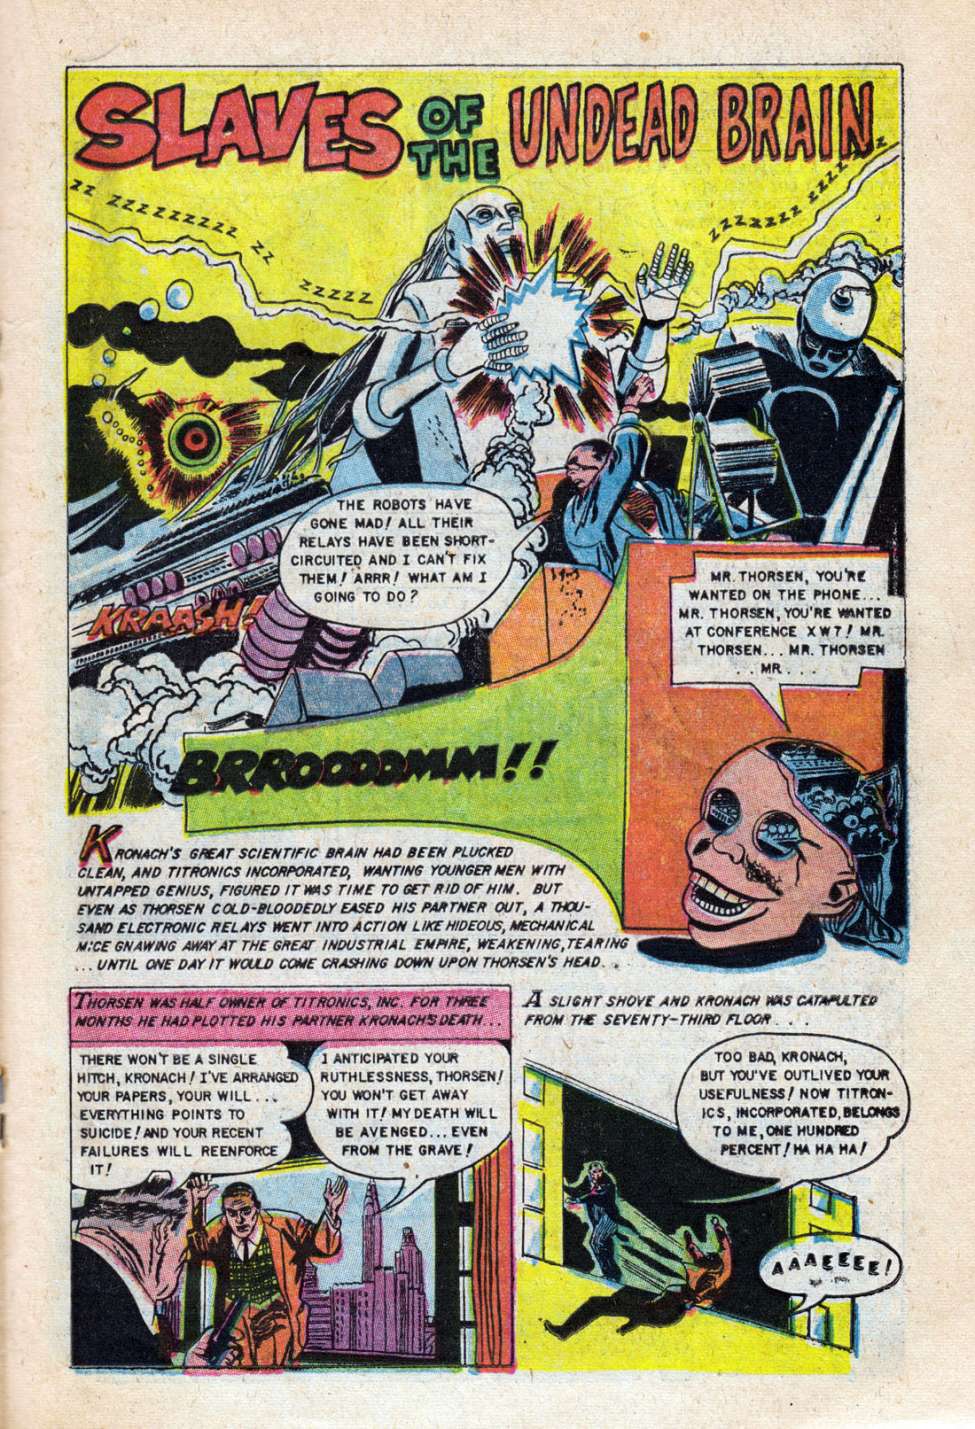 SLAVES OF THE UNDEAD BRAIN
ZZ ZZZZZZZZZ ZZ
ZZZZZ
ZZZZZZZ ZZZZ ZZ
THE ROBOTS HAVE
GONE MAD! ALL THEIR
RELAYS HAVE BEEN SHORT-
CIRCUITED AND I CAN'T FIX
THEM! ARRR! WHAT AM I
GOING TO DO?
KRAASH!
MR. THORSEN, YOU'RE
WANTED ON THE PHONE...
MR. THORSEN, YOU'RE WANTED
AT CONFERENCE XW7! MR.
THORSEN... MR. THORSEN
. . MR. . . .
BRROOOOMM!!
KRONACH'S GREAT SCIENTIFIC BRAIN HAD BEEN PLUCKED
CLEAN, AND TITRONICS INCORPORATED, WANTING YOUNGER MEN WITH
UNTAPPED GENIUS, FIGURED IT WAS TIME TO GET RID OF HIM. BUT
EVEN AS THORSEN COLD-BLOODEDLY EASED HIS PARTNER OUT, A THOU-
SAND ELECTRONIC RELAYS WENT INTO ACTION LIKE HIDEOUS, MECHANICAL
MICE GNAWING AWAY AT THE GREAT INDUSTRIAL EMPIRE, WEAKENING, TEARING
...UNTIL ONE DAY IT WOULD COME CRASHING DOWN UPON THORSEN'S HEAD. . .
THORSEN WAS HALF OWNER OF TITRONICS, INC. FOR THREE
MONTHS HE HAD PLOTTED HIS PARTNER KRONACH'S DEATH...
THERE WON'T BE A SINGLE
HITCH, KRONACH! I'VE ARRANGED
YOUR PAPERS, YOUR WILL...
EVERYTHING POINTS TO
SUICIDE! AND YOUR RECENT
FAILURES WILL REENFORCE
IT!
I ANTICIPATED YOUR
RUTHLESSNESS, THORSEN!
YOU WON'T GET AWAY
WITH IT! MY DEATH WILL
BE AVENGED...EVEN
FROM THE GRAVE!
A SLIGHT SHOVE AND KRONACH WAS CATAPULTED
FROM THE SEVENTY-THIRD FLOOR . . .
TOO BAD, KRONACH,
BUT YOU'VE OUTLIVED YOUR
USEFULNESS! NOW TITRON-
ICS, INCORPORATED, BELONGS
TO ME, ONE HUNDRED
PERCENT! HA HA HA!
AAAEEEE!